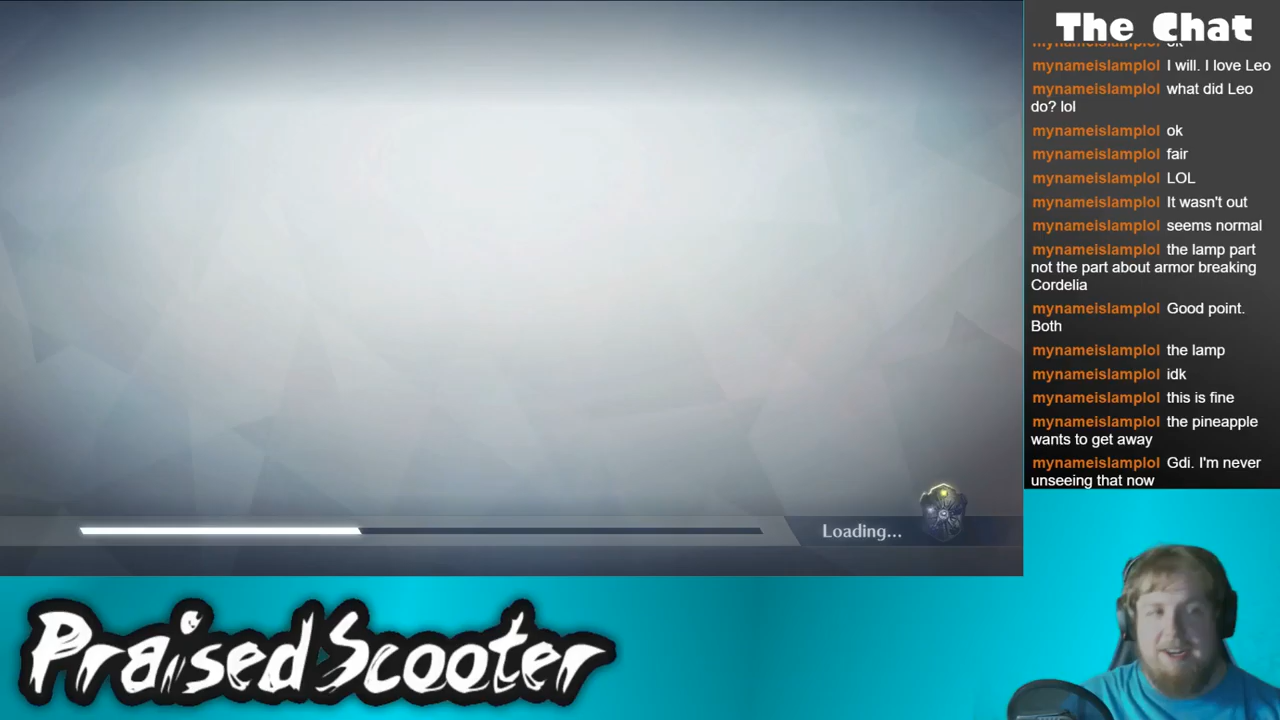 The Chat
mynameislamplol ok
mynameislamplol I will. I love Leo
mynameislamplol what did Leo
do? lol
mynameislamplol ok
mynameislamplol fair
mynameislamplol LOL
mynameislamplol It wasn't out
mynameislamplol seems normal
mynameislamplol the lamp part
not the part about armor breaking
Cordelia
mynameislamplol Good point.
Both
mynameislamplol the lamp
mynameislamplol idk
mynameislamplol this is fine
mynameislamplol the pineapple
wants to get away
mynameislamplol Gdi. I'm never
unseeing that now
Loading...
PraisedScooter